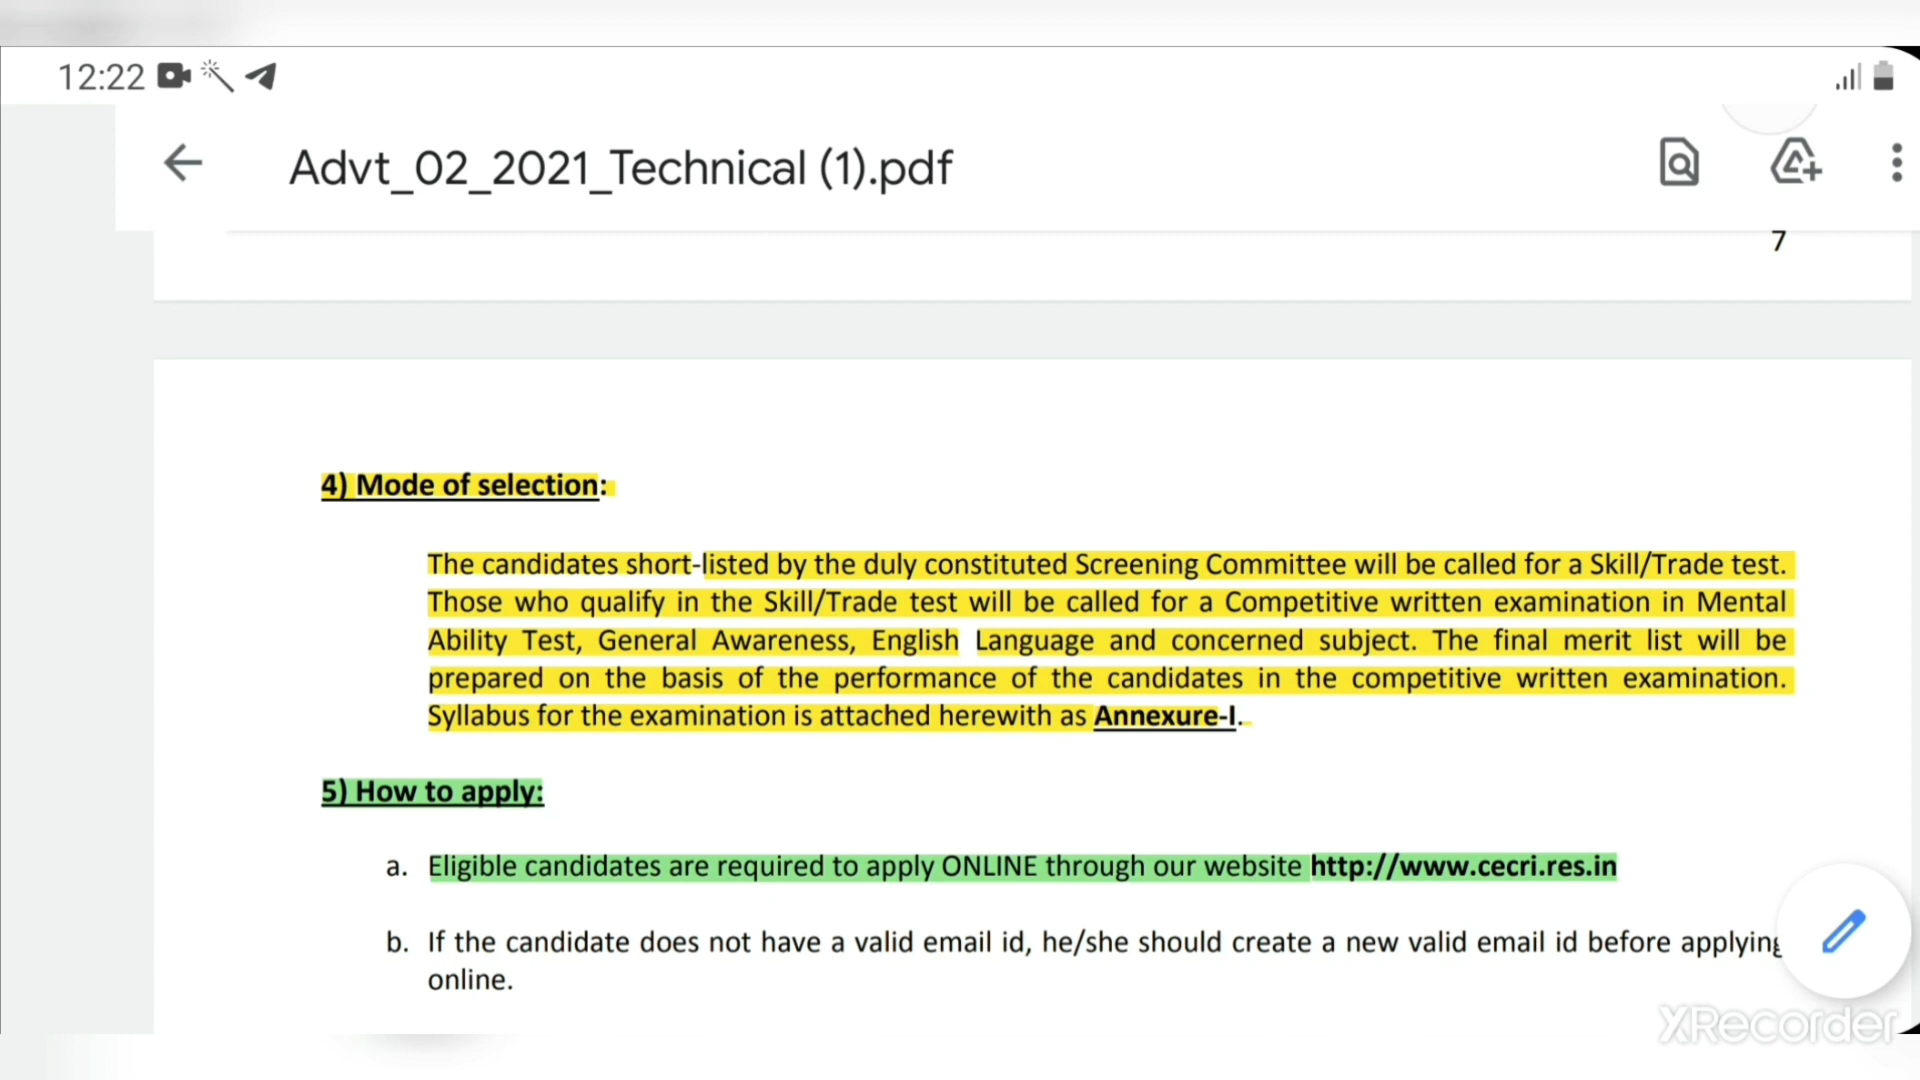 12:22
Advt_02_2021_Technical (1).pdf
7
4) Mode of selection:
The candidates short-listed by the duly constituted Screening Committee will be called for a Skill/Trade test.
Those who qualify in the Skill/Trade test will be called for a Competitive written examination in Mental
Ability Test, General Awareness, English Language and concerned subject. The final merit list will be
prepared on the basis of the performance of the candidates in the competitive written examination.
Syllabus for the examination is attached herewith as Annexure-I.
5) How to apply:
a. Eligible candidates are required to apply ONLINE through our website http://www.cecri.res.in
b. If the candidate does not have a valid email id, he/she should create a new valid email id before applying
online.
XRecorder